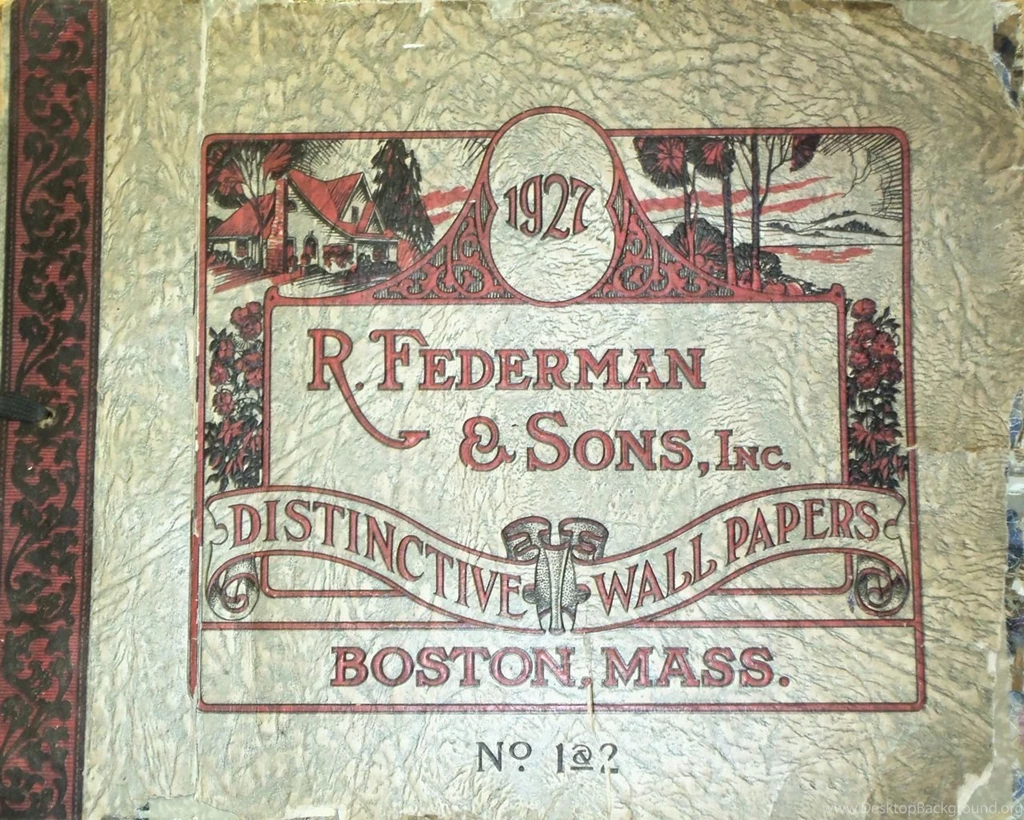 1927
R. FEDERMAN
& SONS, INC.
DISTINCTIVE WALL PAPERS
BOSTON, MASS.
Nº 1@2
www.DesktopBackground.org